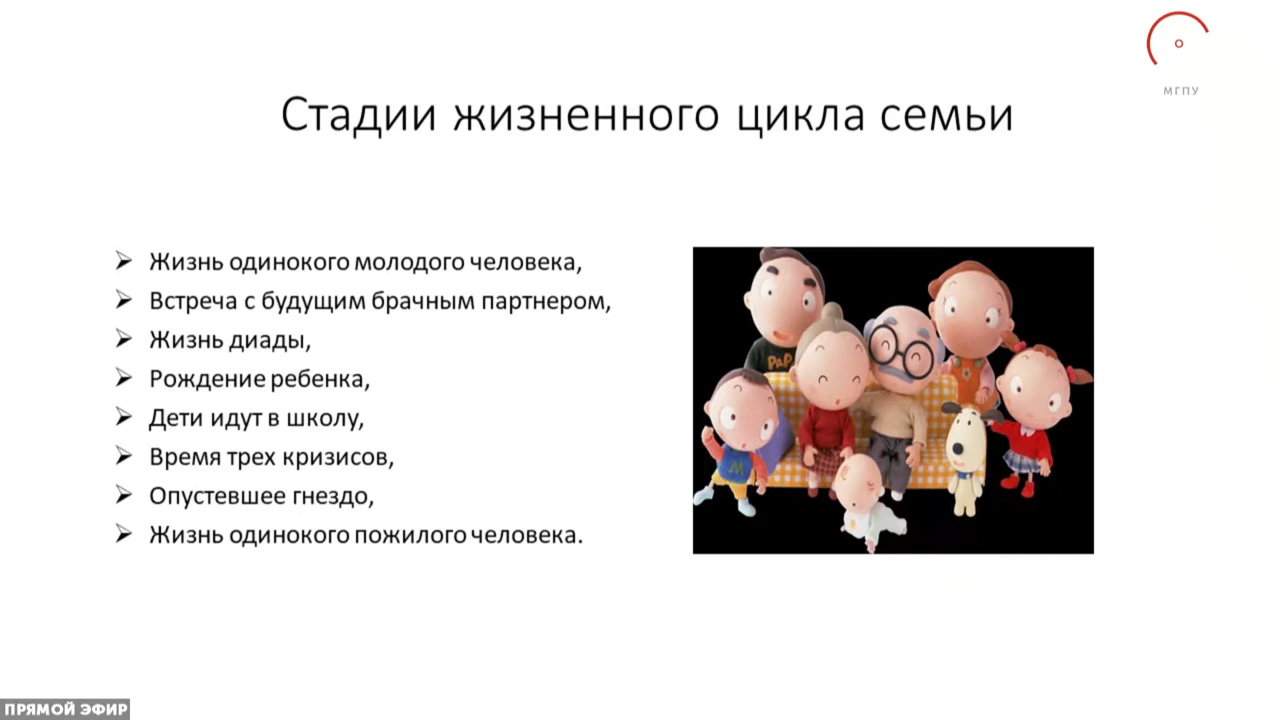 МГПУ
Стадии жизненного цикла семьи
Жизнь одинокого молодого человека,
Встреча с будущим брачным партнером,
Жизнь диады,
Рождение ребенка,
Дети идут в школу,
Время трех кризисов,
Опустевшее гнездо,
Жизнь одинокого пожилого человека.
PAPA
M
ПРЯМОЙ ЭФИР